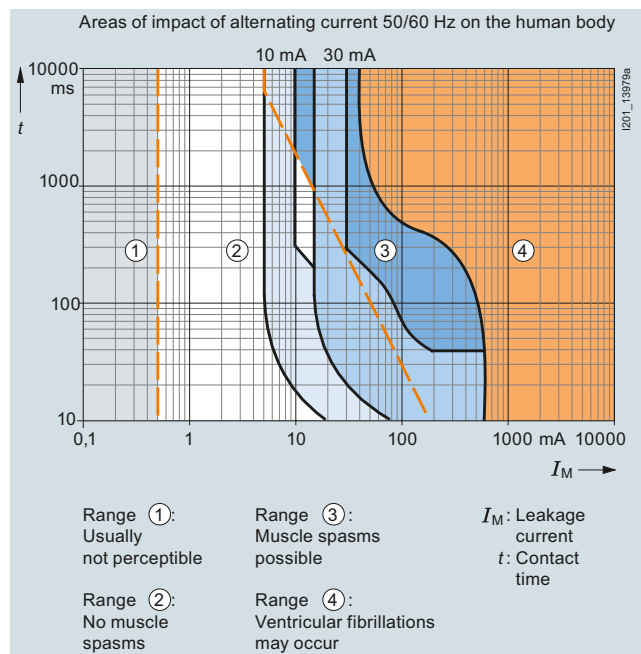 Areas of impact of alternating current 50/60 Hz on the human body
10 mA 30 mA
10000
ms
t
1000
100
10
1 2 3 4
0,1 1 10 100 1000 mA 10000
IM
I201_13979a
Range 1:
Usually
not perceptible
Range 2:
No muscle
spasms
Range 3:
Muscle spasms
possible
Range 4:
Ventricular fibrillations
may occur
IM: Leakage
current
t: Contact
time